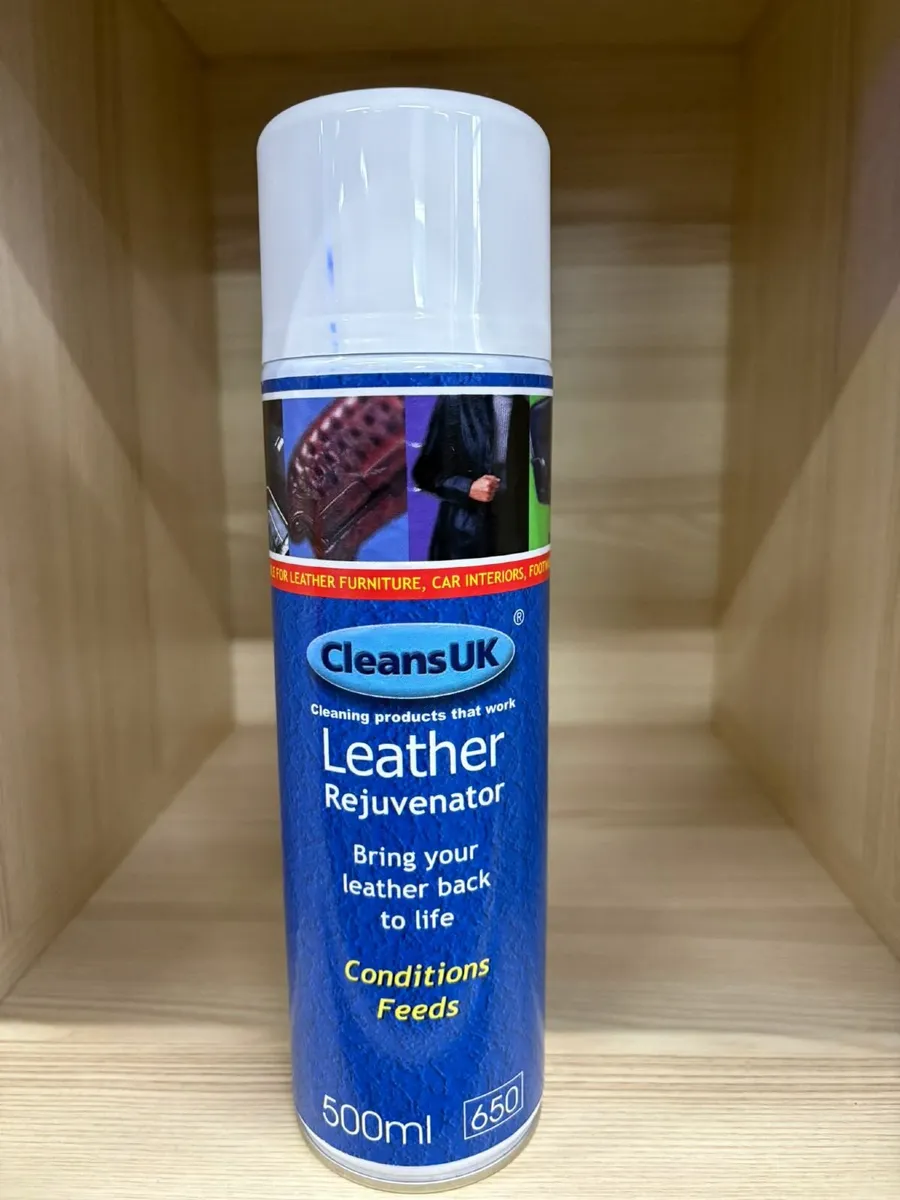 FOR LEATHER FURNITURE, CAR INTERIORS,
CleansUK ®
Cleaning products that work
Leather
Rejuvenator
Bring your
leather back
to life
Conditions
Feeds
500ml 650